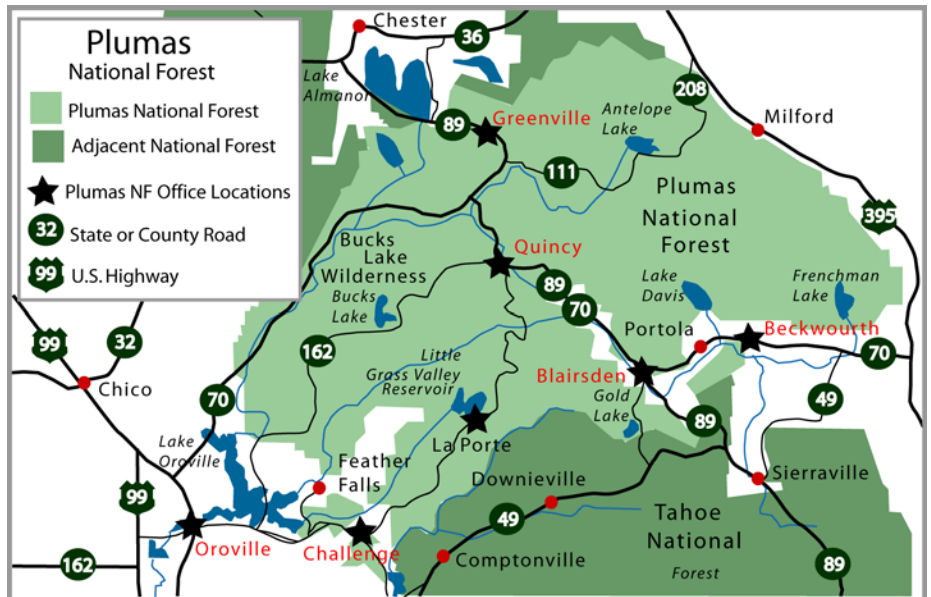 Plumas
National Forest
Plumas National Forest
Adjacent National Forest
Plumas NF Office Locations
32
State or County Road
99
U.S. Highway
Chester
36
Lake
Almanor
89
Greenville
Antelope
Lake
208
Milford
111
Plumas
National
Forest
395
Bucks
Lake
Wilderness
Bucks
Lake
Quincy
89
70
Lake
Davis
Frenchman
Lake
Portola
Beckwourth
70
99
32
Chico
162
Little
Grass Valley
Reservoir
Blairsden
Gold
Lake
49
89
70
Lake
Oroville
La Porte
Feather
Falls
Downieville
Sierraville
99
49
Oroville
Challenge
Comptonville
Tahoe
National
Forest
162
89